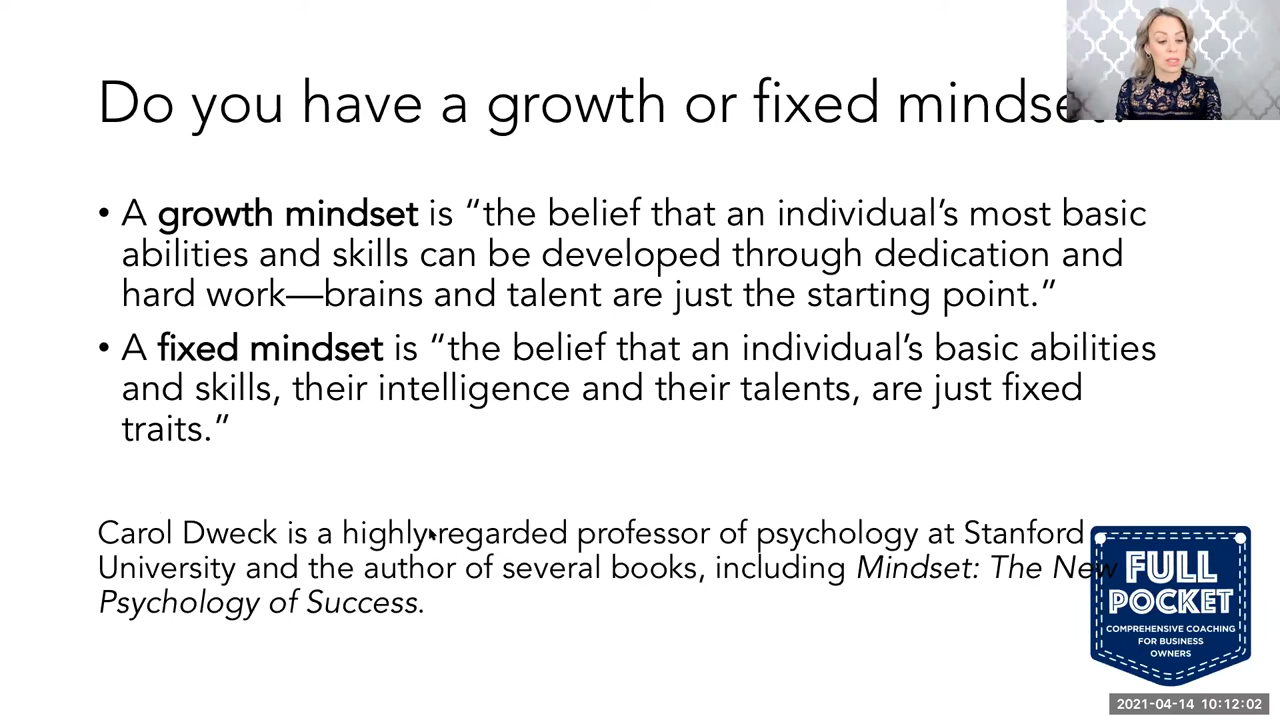 Do you have a growth or fixed mindset
• A growth mindset is “the belief that an individual’s most basic
abilities and skills can be developed through dedication and
hard work—brains and talent are just the starting point.”
• A fixed mindset is “the belief that an individual’s basic abilities
and skills, their intelligence and their talents, are just fixed
traits.”
Carol Dweck is a highly-regarded professor of psychology at Stanford
University and the author of several books, including Mindset: The New
Psychology of Success.
FULL
POCKET
COMPREHENSIVE COACHING
FOR BUSINESS
OWNERS
2021-04-14 10:12:02